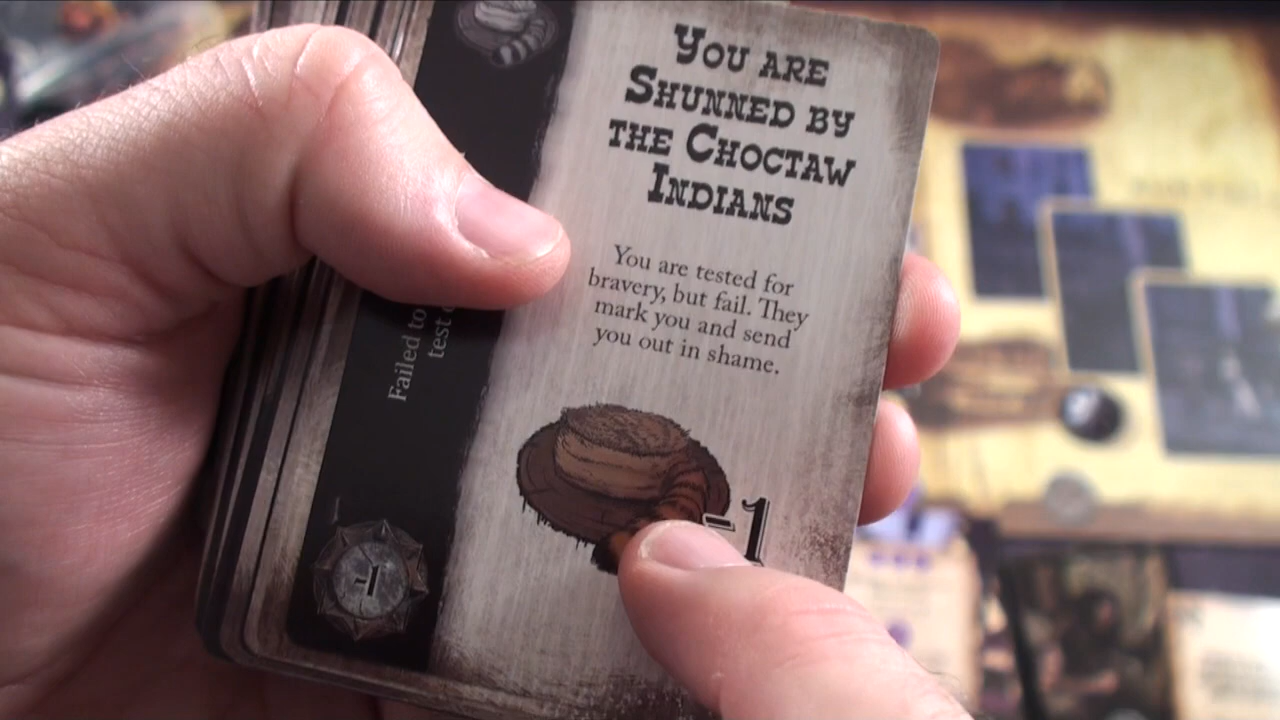 You are
Shunned by
the Choctaw
Indians
You are tested for
bravery, but fail. They
mark you and send
you out in shame.
-1
Failed to
test
-1